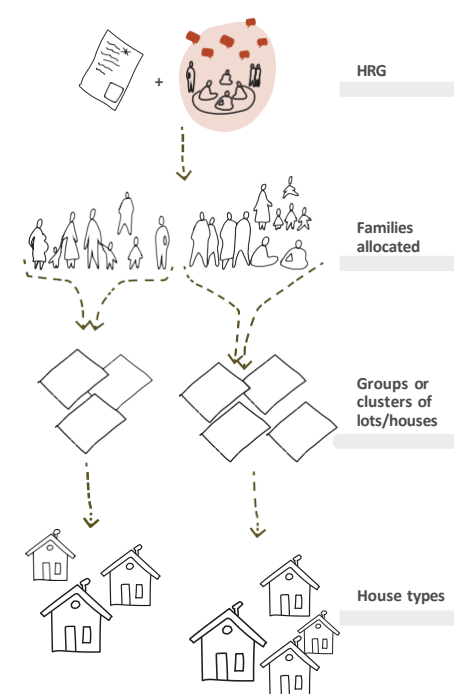 HRG
+
Families
allocated
Groups or
clusters of
lots/houses
House types